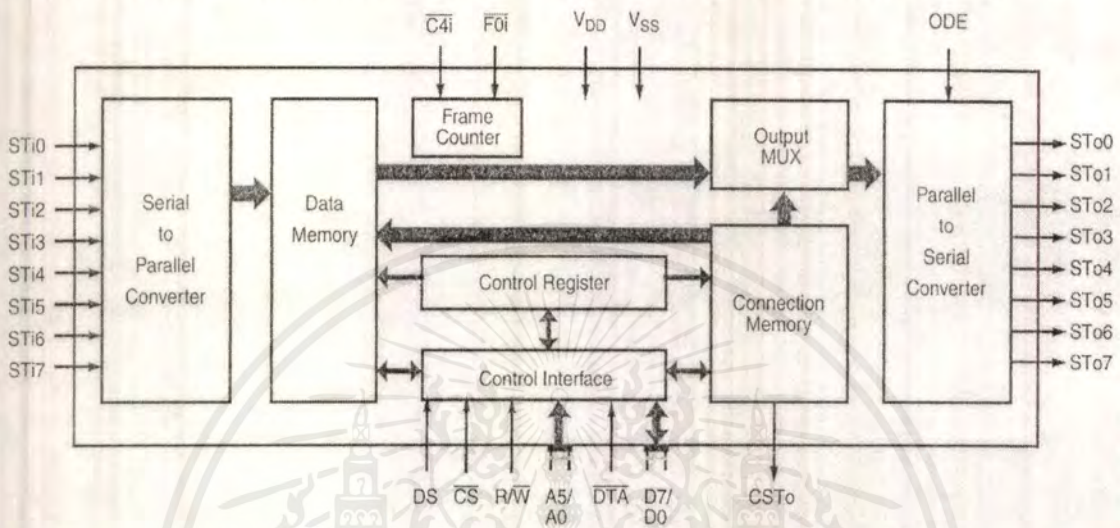 C4i F0i VDD VSS ODE
Frame
Counter
Output
MUX
STi0
STi1
STi2
STi3
STi4
STi5
STi6
STi7
Serial
to
Parallel
Converter
Data
Memory
Control Register
Control Interface
Connection
Memory
Parallel
to
Serial
Converter
STo0
STo1
STo2
STo3
STo4
STo5
STo6
STo7
DS CS R/W A5/ DTA D7/ CSTo
A0 D0